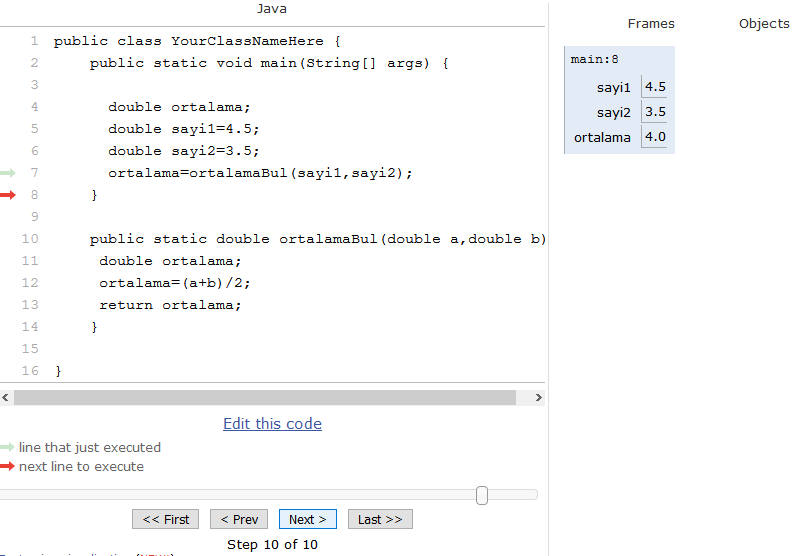 Java
1 public class YourClassNameHere {
2 public static void main(String[] args) {
3
4 double ortalama;
5 double sayi1=4.5;
6 double sayi2=3.5;
7 ortalama=ortalamaBul(sayi1,sayi2);
8 }
9
10 public static double ortalamaBul(double a,double b)
11 double ortalama;
12 ortalama=(a+b)/2;
13 return ortalama;
14 }
15
16 }
Edit this code
line that just executed
next line to execute
<< First < Prev Next > Last >>
Step 10 of 10
Frames Objects
main:8
sayi1 4.5
sayi2 3.5
ortalama 4.0